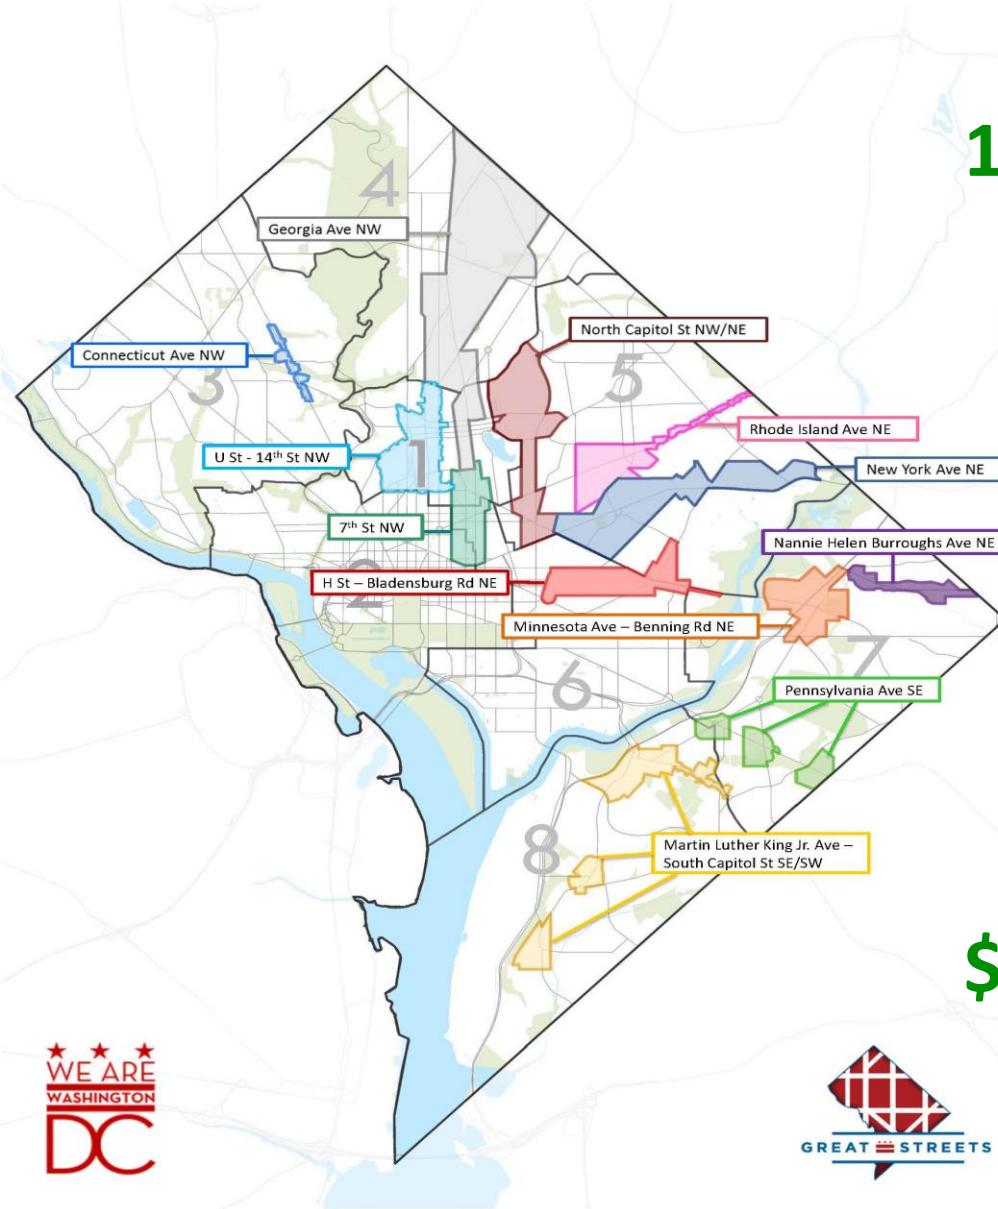 1
4
Georgia Ave NW
North Capitol St NW/NE
Connecticut Ave NW
3
5
Rhode Island Ave NE
U St - 14th St NW
1
New York Ave NE
7th St NW
Nannie Helen Burroughs Ave NE
H St – Bladensburg Rd NE
2
Minnesota Ave – Benning Rd NE
7
6
Pennsylvania Ave SE
8
Martin Luther King Jr. Ave –
South Capitol St SE/SW
$
WE ARE
WASHINGTON
DC
GREAT STREETS